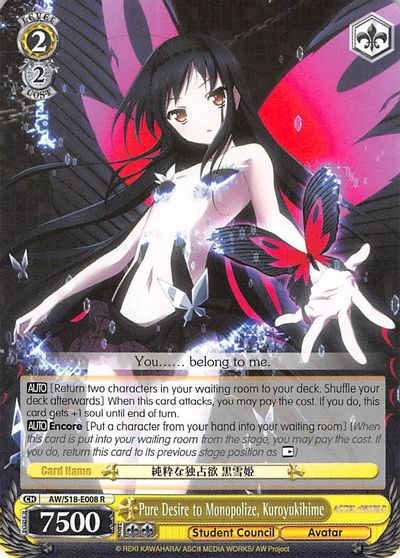 LEVEL
2
2
COST
You...... belong to me.
AUTO [Return two characters in your waiting room to your deck. Shuffle your
deck afterwards] When this card attacks, you may pay the cost. If you do, this
card gets +1 soul until end of turn.
AUTO Encore [Put a character from your hand into your waiting room] (When
this card is put into your waiting room from the stage, you may pay the cost. If
you do, return this card to its previous stage position as REST)
Card Name
純粋な独占欲 黒雪姫
CH AW/S18-E008 R
Pure Desire to Monopolize, Kuroyukihime
ACCEL WORLD
POWER
7500
SOUL
Student Council
Avatar
© REKI KAWAHARA/ ASCII MEDIA WORKS/ AW Project